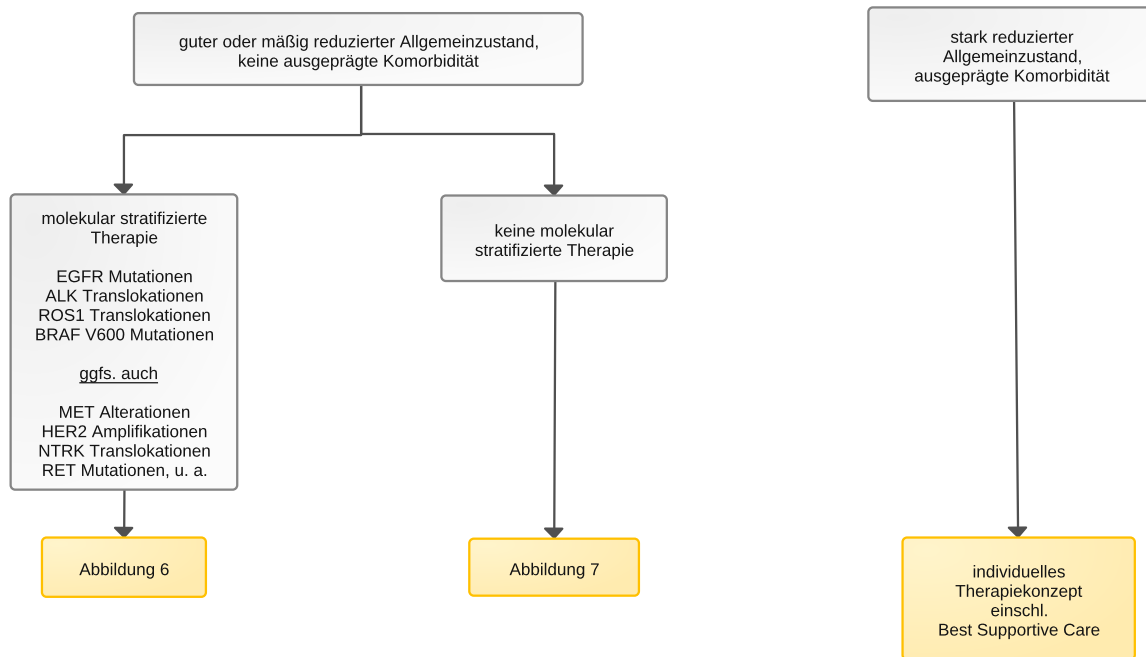 guter oder mäßig reduzierter Allgemeinzustand,
keine ausgeprägte Komorbidität
stark reduzierter
Allgemeinzustand,
ausgeprägte Komorbidität
molekular stratifizierte
Therapie
EGFR Mutationen
ALK Translokationen
ROS1 Translokationen
BRAF V600 Mutationen
ggfs. auch
MET Alterationen
HER2 Amplifikationen
NTRK Translokationen
RET Mutationen, u. a.
keine molekular
stratifizierte Therapie
Abbildung 6
Abbildung 7
individuelles
Therapiekonzept
einschl.
Best Supportive Care